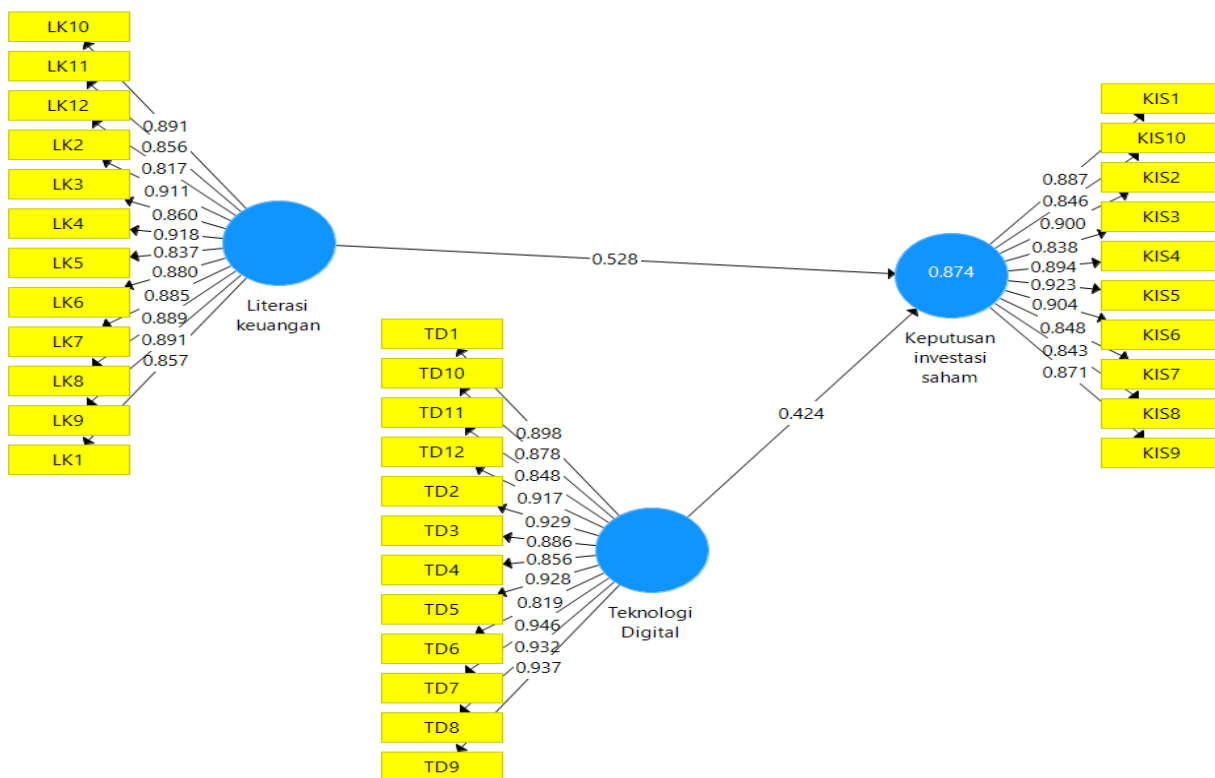 LK10
LK11
LK12
LK2
LK3
LK4
LK5
LK6
LK7
LK8
LK9
LK1
0.891
0.856
0.817
0.911
0.860
0.918
0.837
0.880
0.885
0.889
0.891
0.857
Literasi
keuangan
0.528
TD1
TD10
TD11
TD12
TD2
TD3
TD4
TD5
TD6
TD7
TD8
TD9
0.898
0.878
0.848
0.917
0.929
0.886
0.856
0.928
0.819
0.946
0.932
0.937
Teknologi
Digital
0.424
0.874
Keputusan
investasi
saham
0.887
0.846
0.900
0.838
0.894
0.923
0.904
0.848
0.843
0.871
KIS1
KIS10
KIS2
KIS3
KIS4
KIS5
KIS6
KIS7
KIS8
KIS9